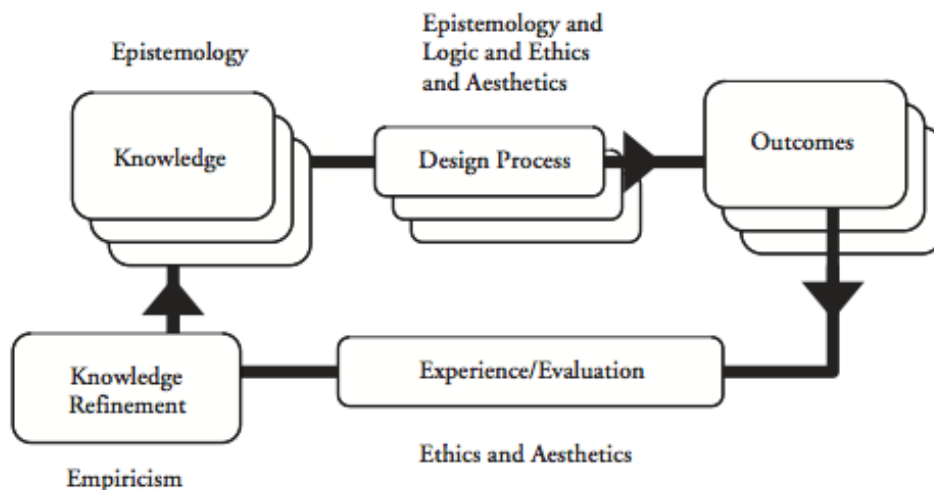 Epistemology
Epistemology and
Logic and Ethics
and Aesthetics
Knowledge
Design Process
Outcomes
Knowledge
Refinement
Experience/Evaluation
Ethics and Aesthetics
Empiricism